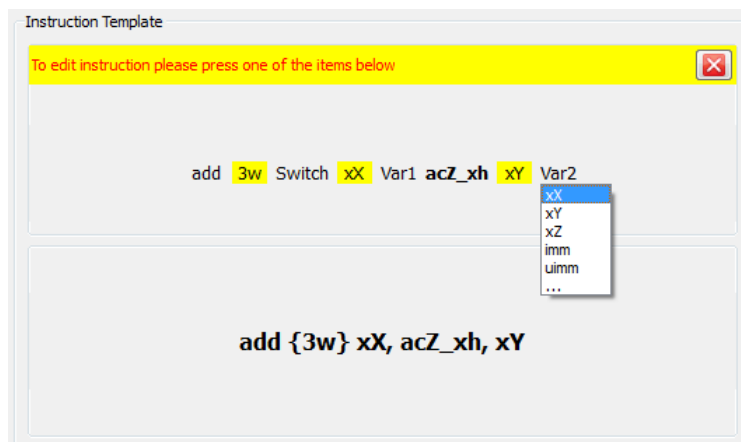 Instruction Template
To edit instruction please press one of the items below
add 3w Switch xX Var1 acZ_xh xY Var2
xX
xY
xZ
imm
uimm
...
add {3w} xX, acZ_xh, xY